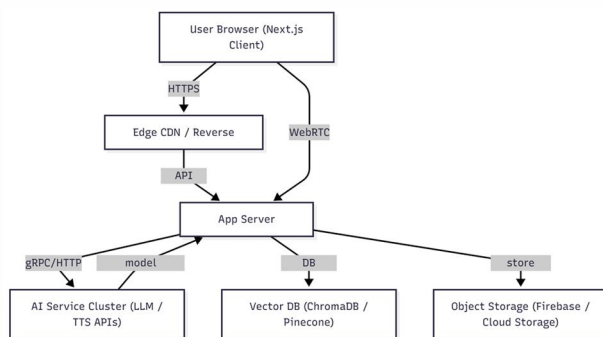 User Browser (Next.js
Client)
HTTPS
Edge CDN / Reverse
WebRTC
API
App Server
gRPC/HTTP
model
DB
store
AI Service Cluster (LLM /
TTS APIs)
Vector DB (ChromaDB /
Pinecone)
Object Storage (Firebase /
Cloud Storage)